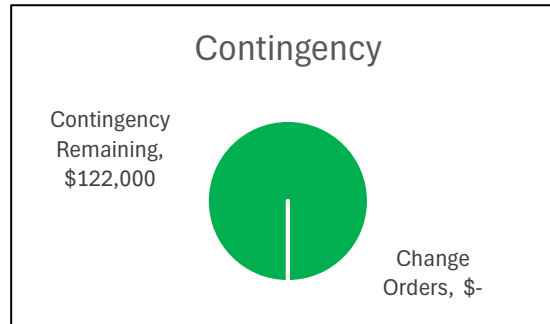 Contingency
Contingency
Remaining,
$122,000
Change
Orders, $-